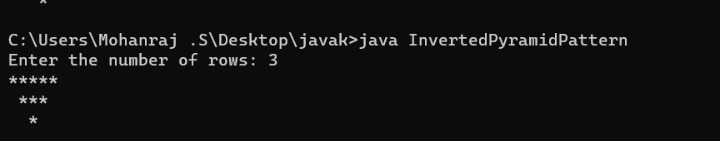 *
C:\Users\Mohanraj .S\Desktop\javak>java InvertedPyramidPattern
Enter the number of rows: 3
*****
 ***
  *